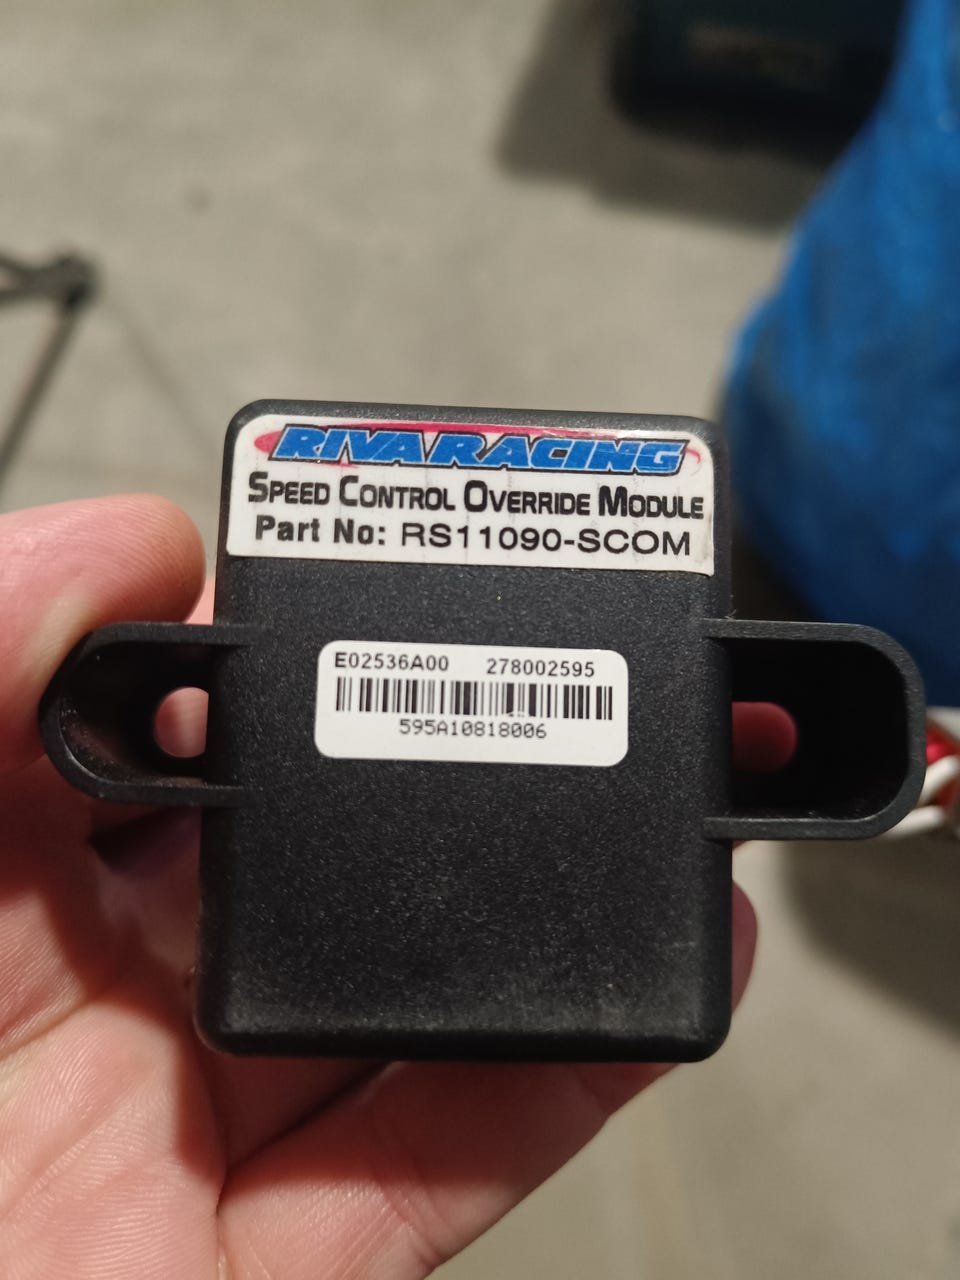 RIVA RACING
SPEED CONTROL OVERRIDE MODULE
Part No: RS11090-SCOM
E02536A00 278002595
595A10818006